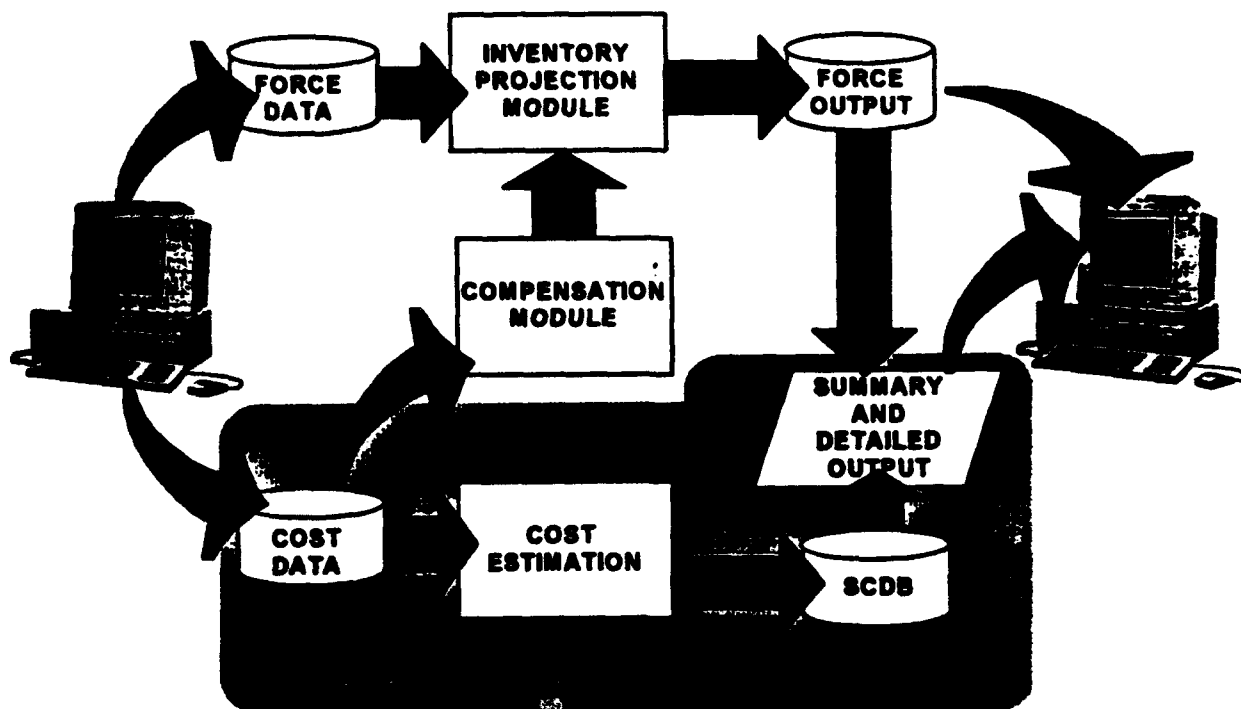 FORCE
DATA
INVENTORY
PROJECTION
MODULE
FORCE
OUTPUT
COMPENSATION
MODULE
SUMMARY
AND
DETAILED
OUTPUT
COST
DATA
COST
ESTIMATION
SCDB